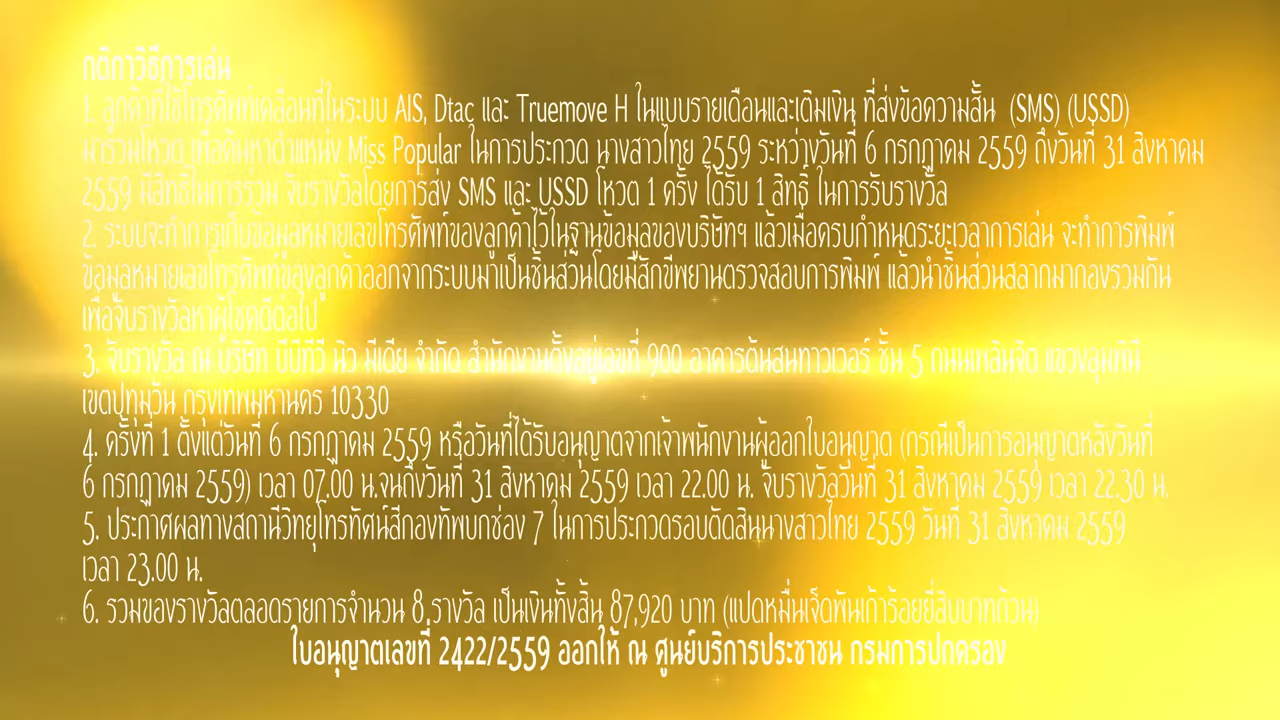 กติกาวิธีการเล่น
1. ลูกค้าที่ใช้โทรศัพท์เคลื่อนที่ในระบบ AIS, Dtac และ Truemove H ในแบบรายเดือนและเติมเงิน ที่ส่งข้อความสั้น (SMS) (USSD)
มาร่วมโหวต เพื่อค้นหาตำแหน่ง Miss Popular ในการประกวด นางสาวไทย 2559 ระหว่างวันที่ 6 กรกฎาคม 2559 ถึงวันที่ 31 สิงหาคม
2559 มีสิทธิ์ในการร่วม จับรางวัลโดยการส่ง SMS และ USSD โหวต 1 ครั้ง ได้รับ 1 สิทธิ์ ในการรับรางวัล
2. ระบบจะทำการเก็บข้อมูลหมายเลขโทรศัพท์ของลูกค้าไว้ในฐานข้อมูลของบริษัทฯ แล้วเมื่อครบกำหนดระยะเวลาการเล่น จะทำการพิมพ์
ข้อมูลหมายเลขโทรศัพท์ของลูกค้าออกจากระบบมาเป็นชิ้นส่วนโดยมีสักขีพยานตรวจสอบการพิมพ์ แล้วนำชิ้นส่วนสลากมากองรวมกัน
เพื่อจับรางวัลหาผู้โชคดีต่อไป
3. จับรางวัล ณ บริษัท บีบีทีวี นิว มีเดีย จำกัด สำนักงานตั้งอยู่เลขที่ 900 อาคารต้นสนทาวเวอร์ ชั้น 5 ถนนเพลินจิต แขวงลุมพินี
เขตปทุมวัน กรุงเทพมหานคร 10330
4. ครั้งที่ 1 ตั้งแต่วันที่ 6 กรกฎาคม 2559 หรือวันที่ได้รับอนุญาตจากเจ้าพนักงานผู้ออกใบอนุญาต (กรณีเป็นการอนุญาตหลังวันที่
6 กรกฎาคม 2559) เวลา 07.00 น.จนถึงวันที่ 31 สิงหาคม 2559 เวลา 22.00 น. จับรางวัลวันที่ 31 สิงหาคม 2559 เวลา 22.30 น.
5. ประกาศผลทางสถานีวิทยุโทรทัศน์สีกองทัพบกช่อง 7 ในการประกวดรอบตัดสินนางสาวไทย 2559 วันที่ 31 สิงหาคม 2559
เวลา 23.00 น.
6. รวมของรางวัลตลอดรายการจำนวน 8 รางวัล เป็นเงินทั้งสิ้น 87,920 บาท (แปดหมื่นเจ็ดพันเก้าร้อยยี่สิบบาทถ้วน)
ใบอนุญาตเลขที่ 2422/2559 ออกให้ ณ ศูนย์บริการประชาชน กรมการปกครอง